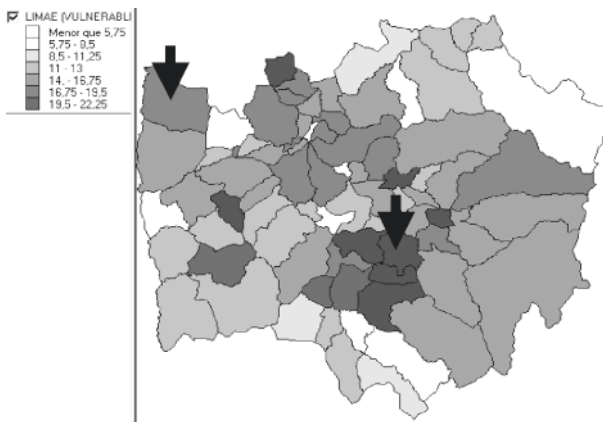 LIMAE (VULNERABLI
Menor que 5,75
5,75 - 8,5
8,5 - 11,25
11 - 13
14, - 16,75
16,75 - 19,5
19,5 - 22,25